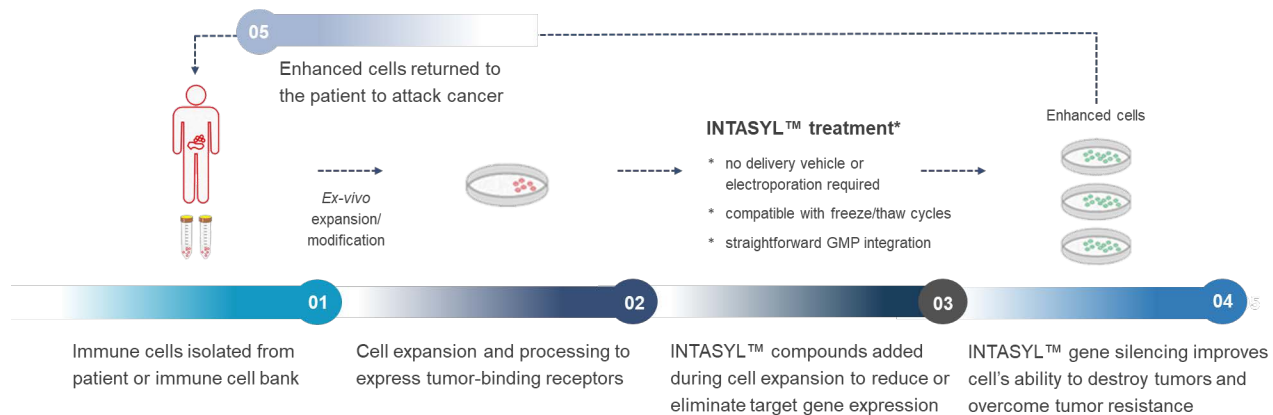 05
Enhanced cells returned to
the patient to attack cancer
Ex-vivo
expansion/
modification
INTASYL™ treatment*
* no delivery vehicle or
electroporation required
* compatible with freeze/thaw cycles
* straightforward GMP integration
Enhanced cells
01
Immune cells isolated from
patient or immune cell bank
02
Cell expansion and processing to
express tumor-binding receptors
03
INTASYL™ compounds added
during cell expansion to reduce or
eliminate target gene expression
04
INTASYL™ gene silencing improves
cell's ability to destroy tumors and
overcome tumor resistance